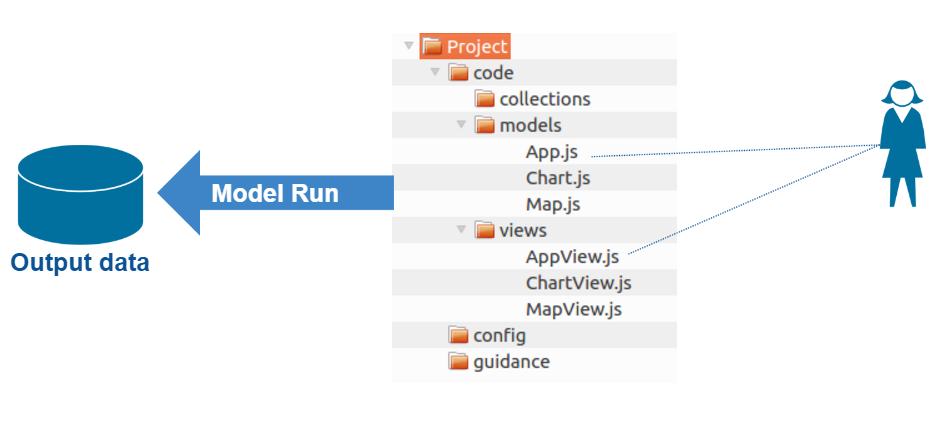 Project
code
collections
models
App.js
Chart.js
Map.js
views
AppView.js
ChartView.js
MapView.js
config
guidance
Model Run
Output data